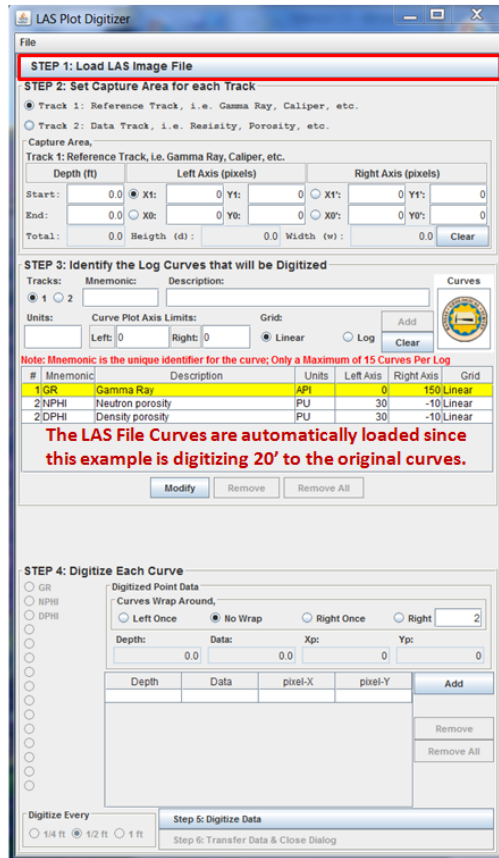 LAS Plot Digitizer
File
STEP 1: Load LAS Image File
STEP 2: Set Capture Area for each Track
Track 1: Reference Track, i.e. Gamma Ray, Caliper, etc.
Track 2: Data Track, i.e. Resisity, Porosity, etc.
Capture Area,
Track 1: Reference Track, i.e. Gamma Ray, Caliper, etc.
Depth (ft) Left Axis (pixels) Right Axis (pixels)
Start: 0.0 X1: 0 Y1: 0 X1': 0 Y1': 0
End: 0.0 X0: 0 Y0: 0 X0': 0 Y0': 0
Total: 0.0 Heigth (d): 0.0 Width (w): 0.0 Clear
STEP 3: Identify the Log Curves that will be Digitized
Tracks: Mnemonic: Description: Curves
1 2
Units: Curve Plot Axis Limits: Grid: Add
Left: 0 Right: 0 Linear Log Clear
Note: Mnemonic is the unique identifier for the curve; Only a Maximum of 15 Curves Per Log
# Mnemonic Description Units Left Axis Right Axis Grid
1 GR Gamma Ray API 0 150 Linear
2 NPHI Neutron porosity PU 30 -10 Linear
2 DPHI Density porosity PU 30 -10 Linear
The LAS File Curves are automatically loaded since
this example is digitizing 20' to the original curves.
Modify Remove Remove All
STEP 4: Digitize Each Curve
GR
NPHI
DPHI
Digitized Point Data
Curves Wrap Around,
Left Once No Wrap Right Once Right 2
Depth: Data: Xp: Yp:
0.0 0.0 0 0
Depth Data pixel-X pixel-Y Add
Remove
Remove All
Digitize Every
1/4 ft 1/2 ft 1 ft
Step 5: Digitize Data
Step 6: Transfer Data & Close Dialog